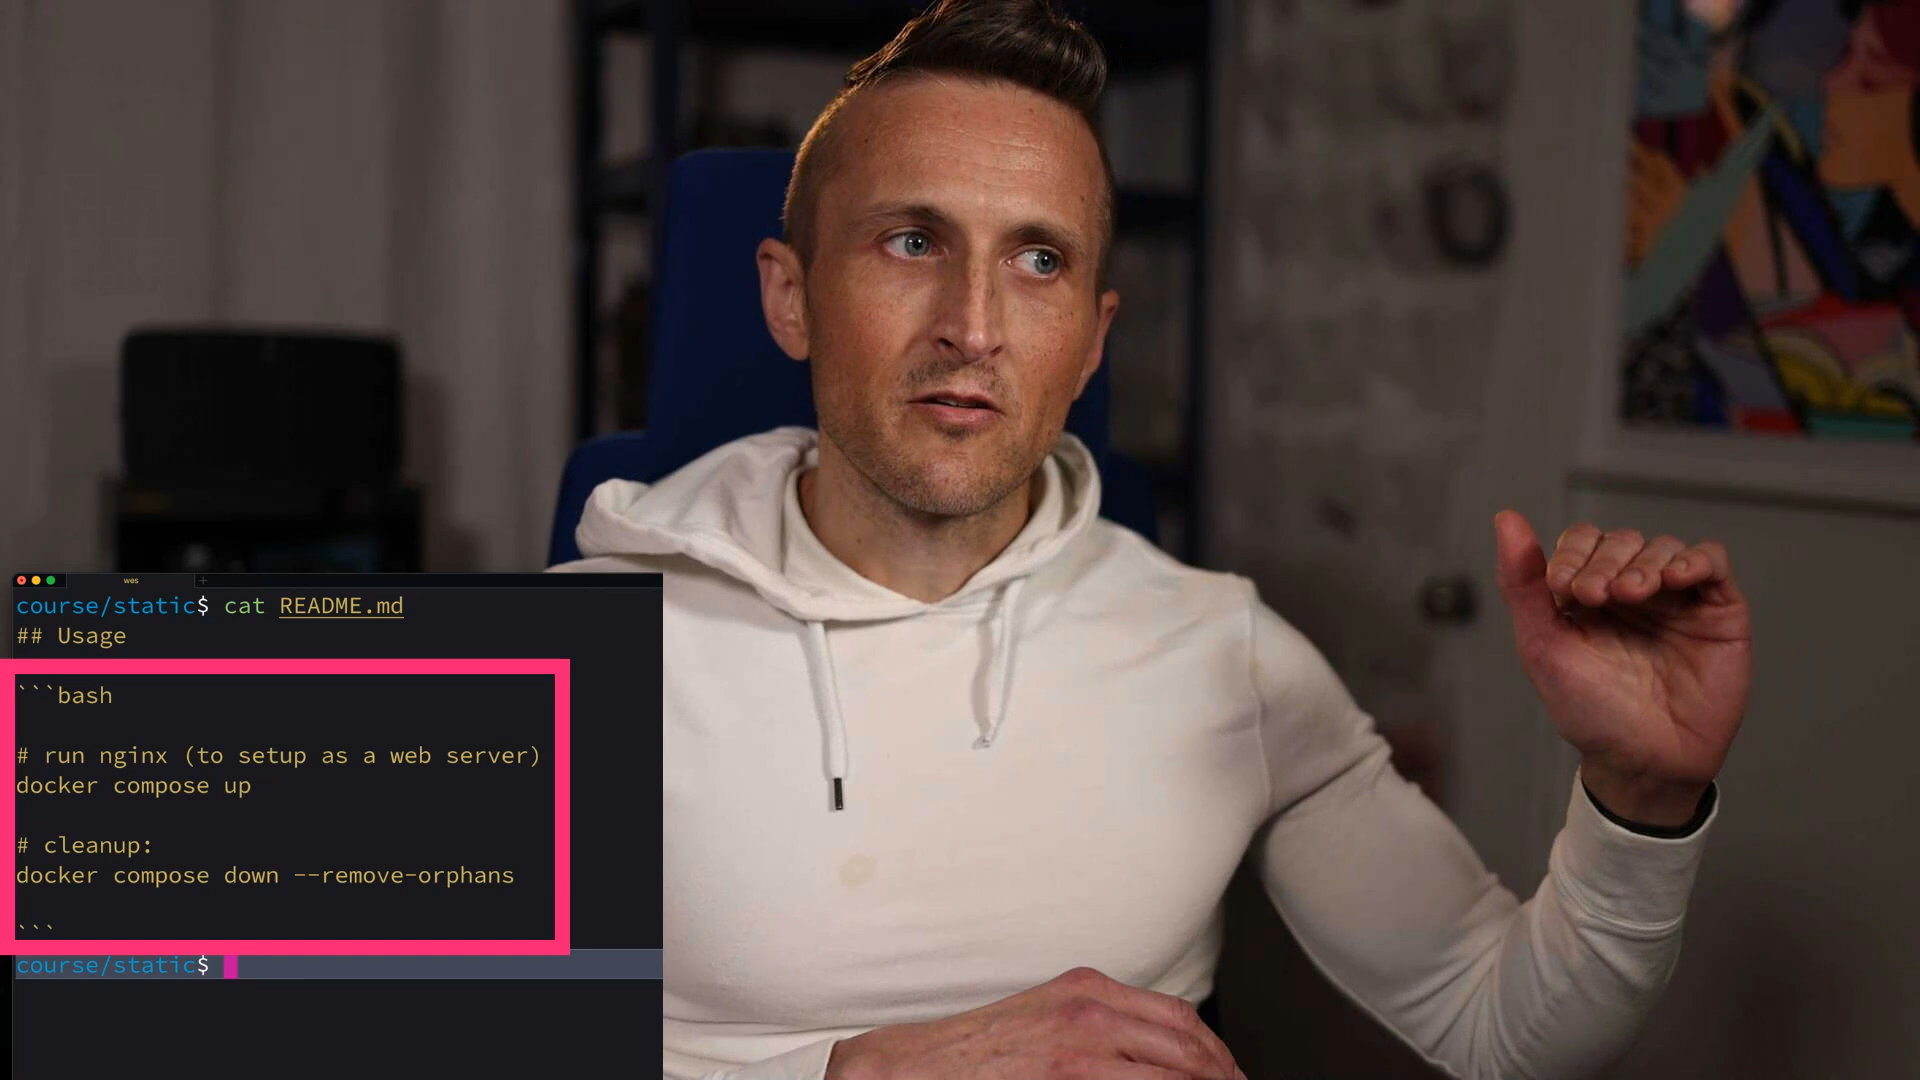 wes
course/static$ cat README.md
## Usage
```bash
# run nginx (to setup as a web server)
docker compose up
# cleanup:
docker compose down --remove-orphans
```
course/static$